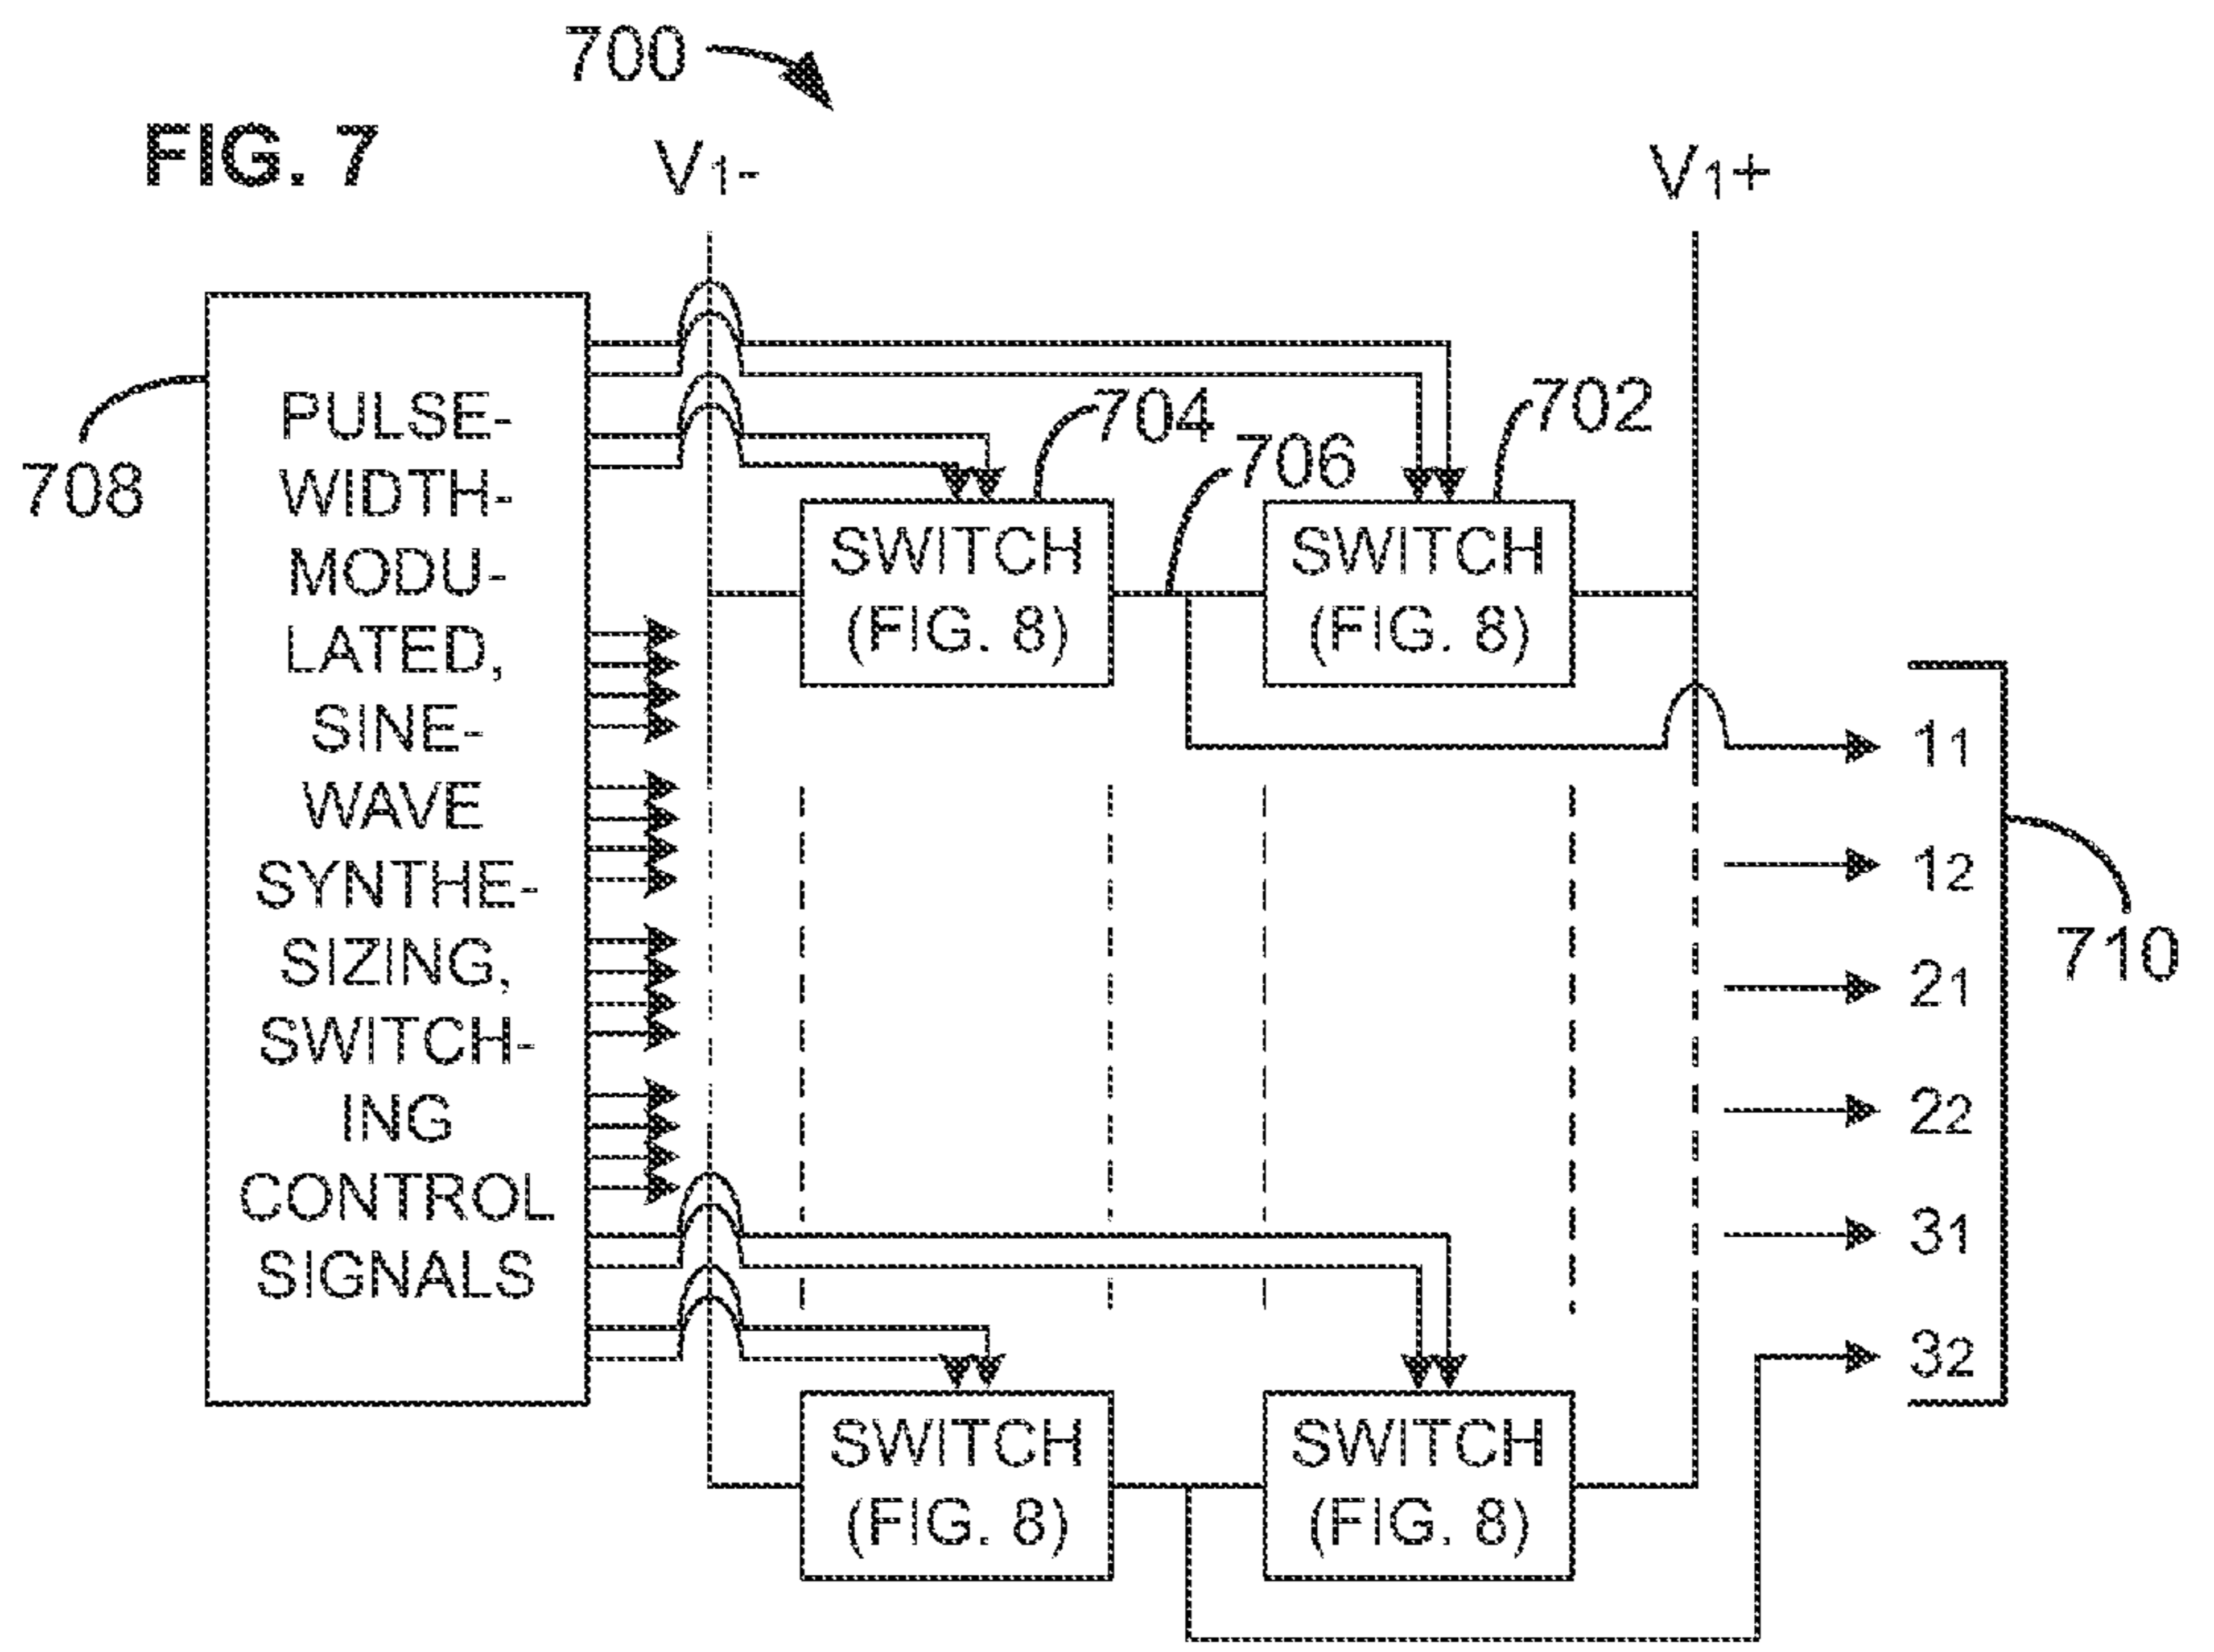 700
FIG. 7
V1-
V1+
708
PULSE-
WIDTH-
MODU-
LATED,
SINE-
WAVE
SYNTHE-
SIZING,
SWITCH-
ING
CONTROL
SIGNALS
704
706
702
SWITCH
(FIG. 8)
SWITCH
(FIG. 8)
11
12
21
22
31
32
710
SWITCH
(FIG. 8)
SWITCH
(FIG. 8)